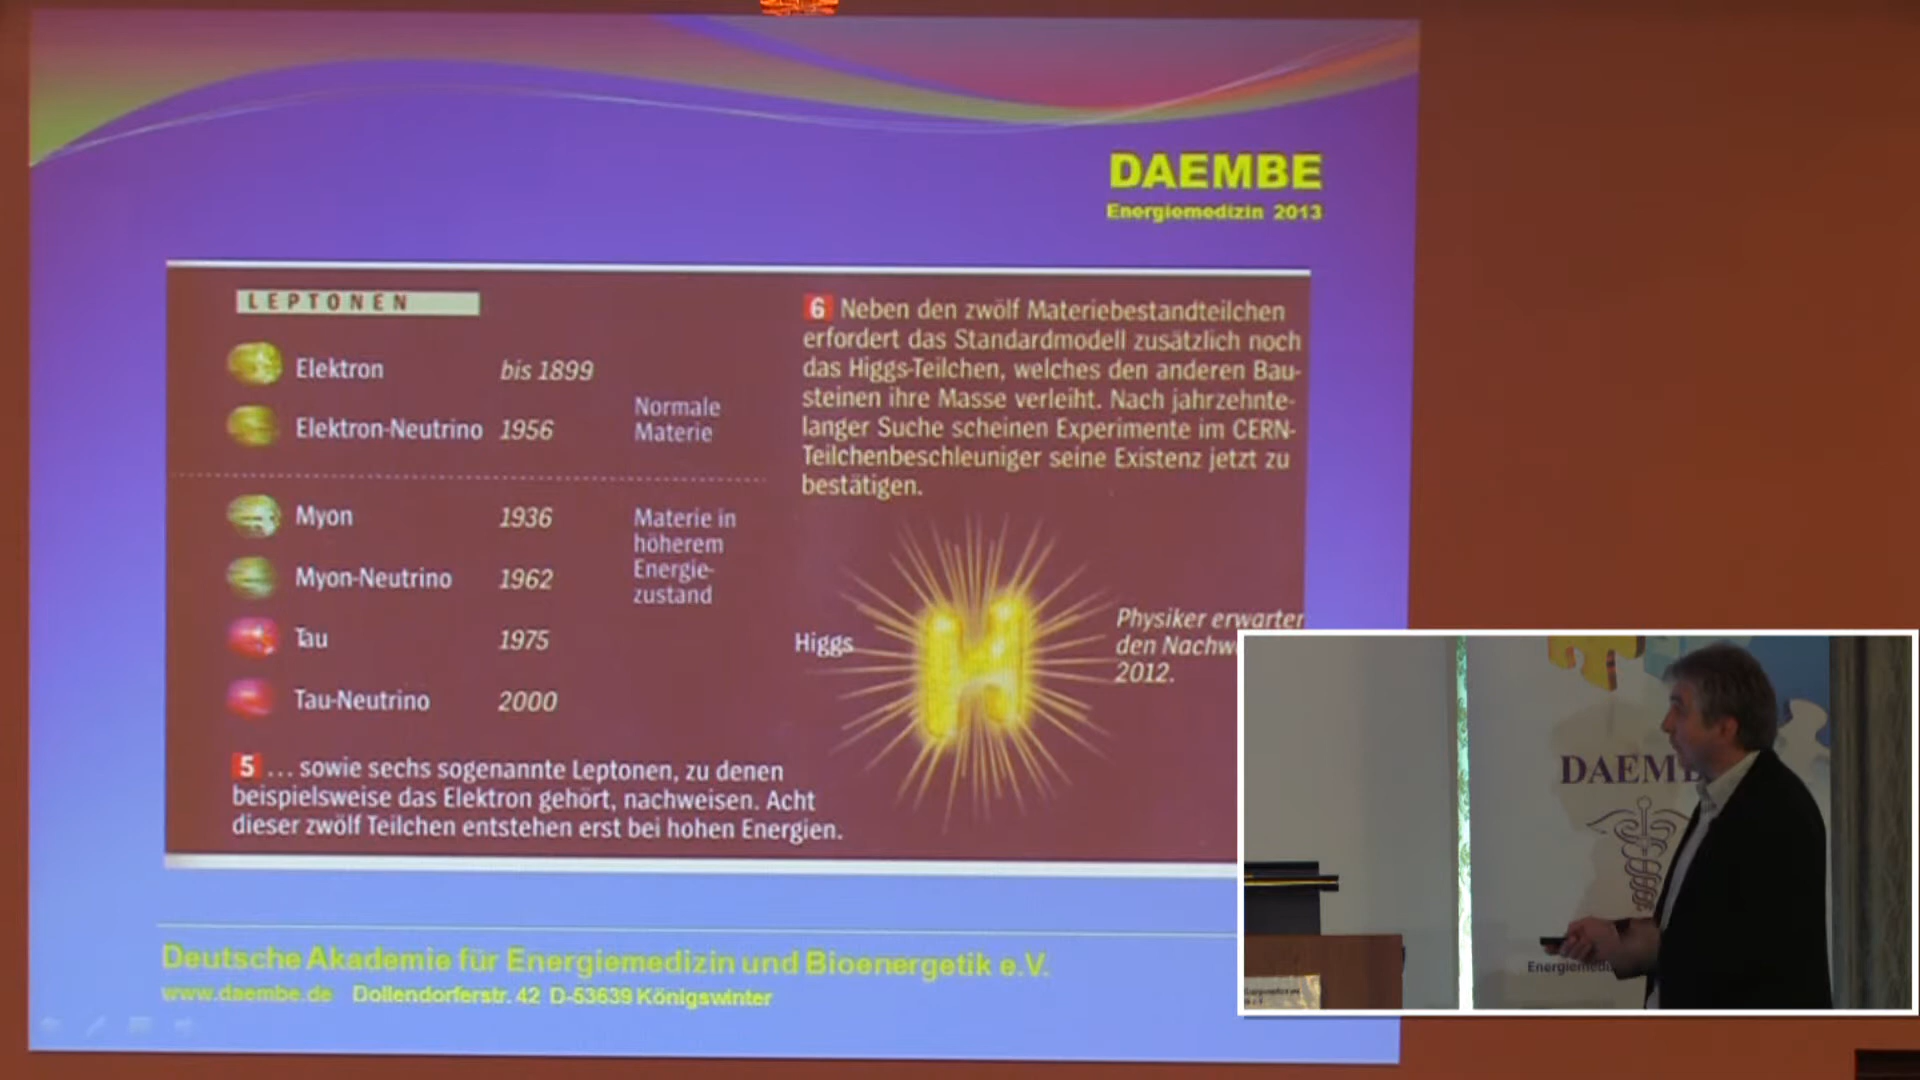 DAEMBE
Energiemedizin 2013
LEPTONEN
Elektron bis 1899
Elektron-Neutrino 1956
Normale
Materie
Myon 1936
Myon-Neutrino 1962
Tau 1975
Tau-Neutrino 2000
Materie in
höherem
Energie-
zustand
5 ... sowie sechs sogenannte Leptonen, zu denen
beispielsweise das Elektron gehört, nachweisen. Acht
dieser zwölf Teilchen entstehen erst bei hohen Energien.
6 Neben den zwölf Materiebestandteilchen
erfordert das Standardmodell zusätzlich noch
das Higgs-Teilchen, welches den anderen Bau-
steinen ihre Masse verleiht. Nach jahrzehnte-
langer Suche scheinen Experimente im CERN-
Teilchenbeschleuniger seine Existenz jetzt zu
bestätigen.
Higgs
H
Physiker erwarten
den
2012.
Deutsche Akademie für Energiemedizin und Bioenergetik e.V.
www.daembe.de Dollendorferstr. 42 D-53639 Königswinter
DAEMBE